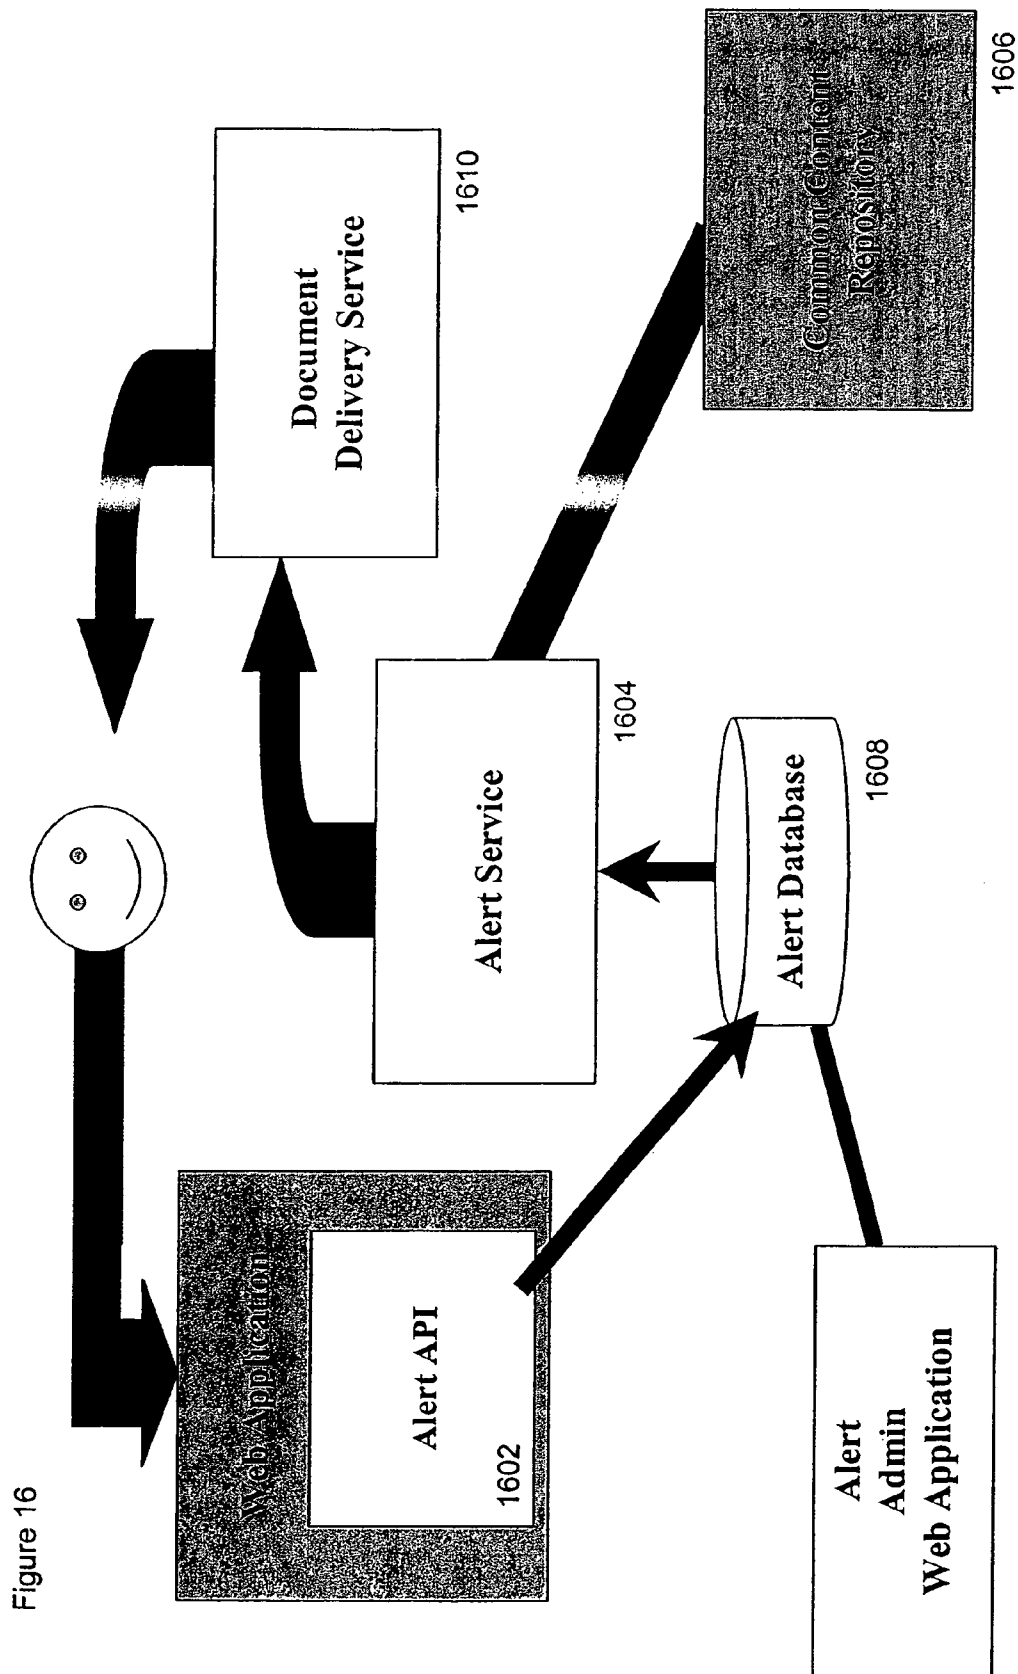 Figure 16
Web Application
Alert API
1602
Alert
Admin
Web Application
Alert Service
1604
Alert Database
1608
Document
Delivery Service
1610
Common Content
Repository
1606